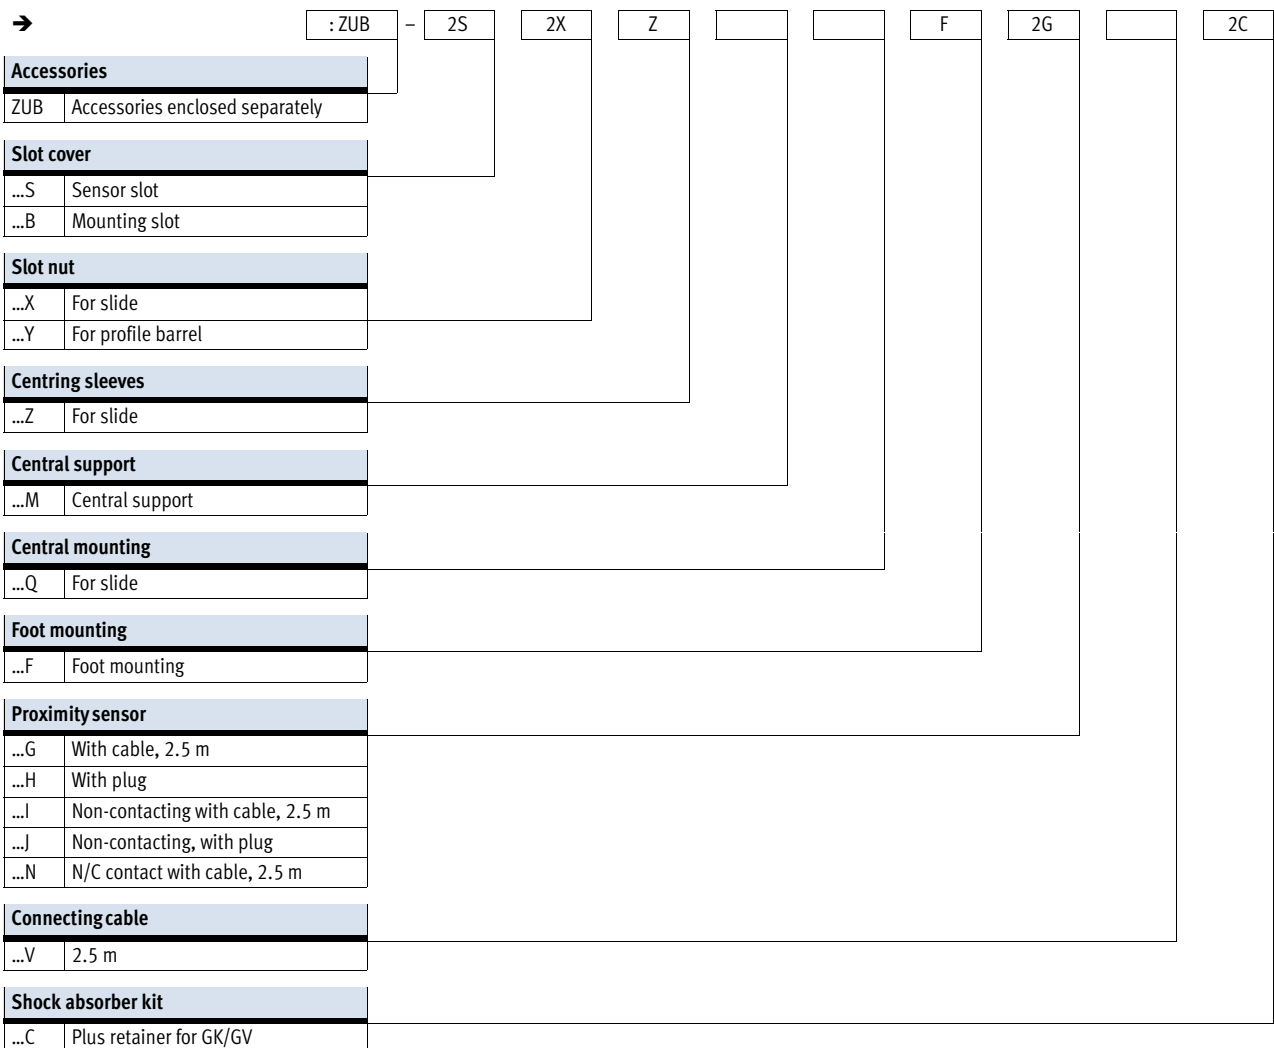 ➔ : ZUB – 2S 2X Z F 2G 2C
Accessories
ZUB Accessories enclosed separately
Slot cover
...S Sensor slot
...B Mounting slot
Slot nut
...X For slide
...Y For profile barrel
Centring sleeves
...Z For slide
Central support
...M Central support
Central mounting
...Q For slide
Foot mounting
...F Foot mounting
Proximity sensor
...G With cable, 2.5 m
...H With plug
...I Non-contacting with cable, 2.5 m
...J Non-contacting, with plug
...N N/C contact with cable, 2.5 m
Connecting cable
...V 2.5 m
Shock absorber kit
...C Plus retainer for GK/GV